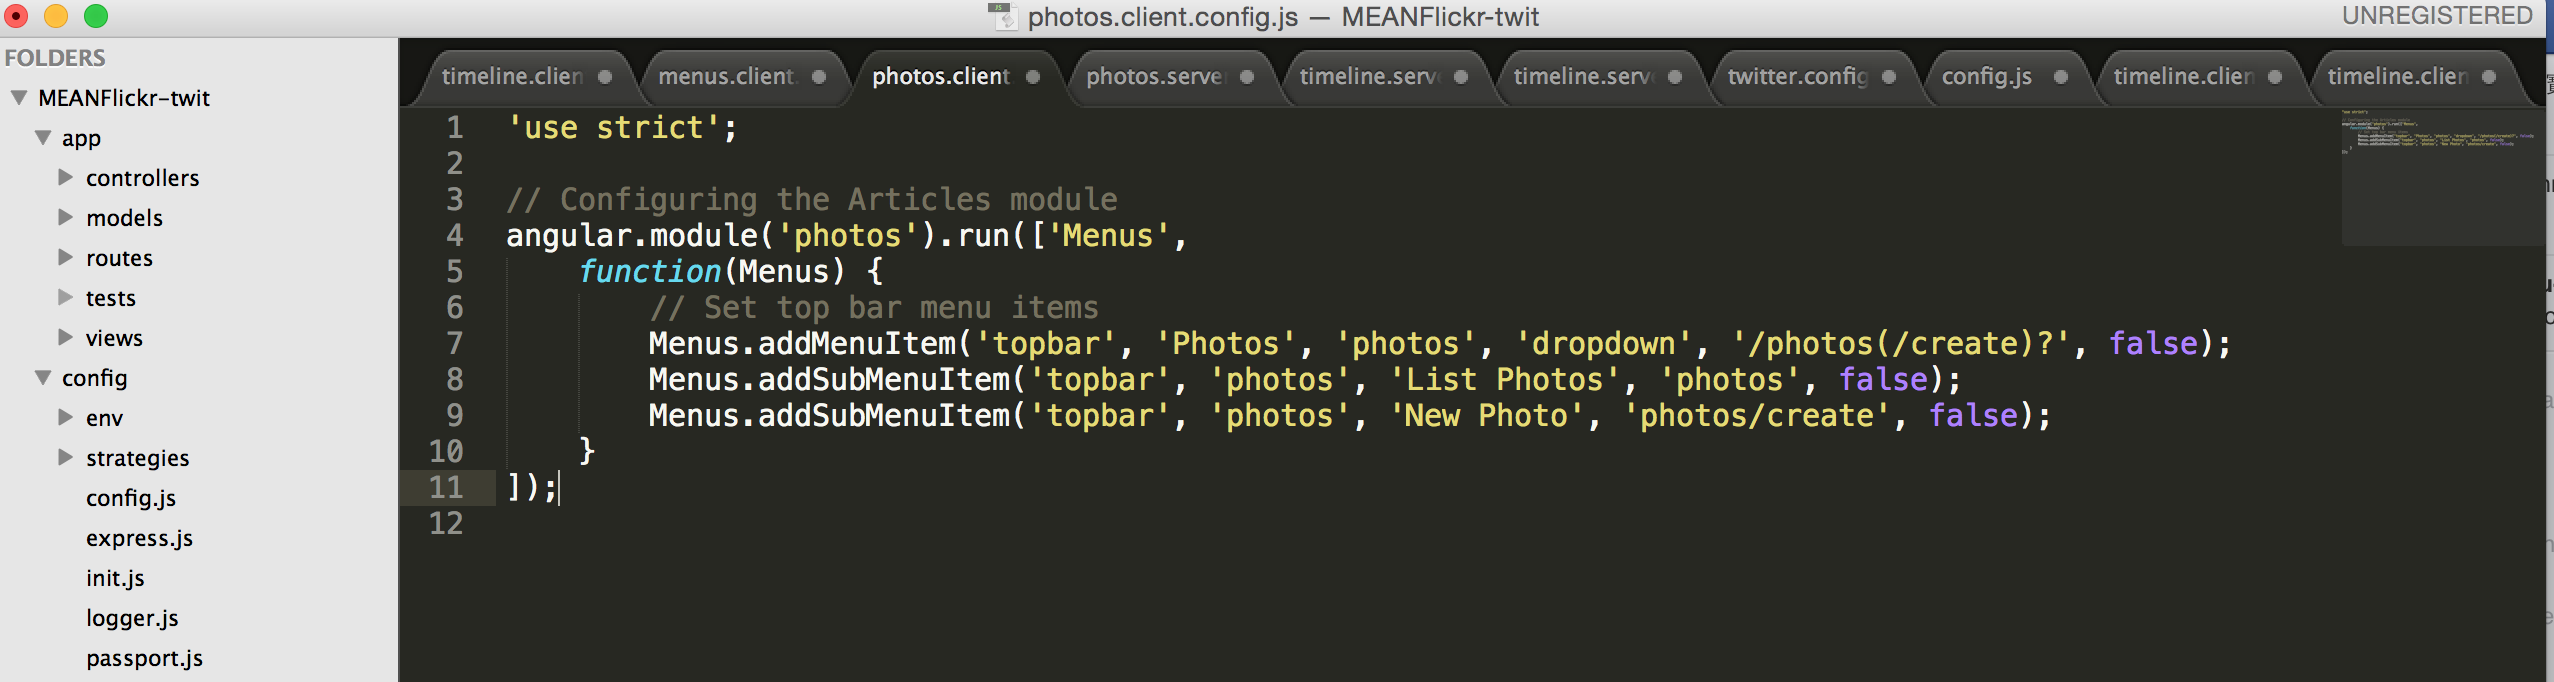 photos.client.config.js — MEANFlickr-twit
UNREGISTERED
FOLDERS
MEANFlickr-twit
app
controllers
models
routes
tests
views
config
env
strategies
config.js
express.js
init.js
logger.js
passport.js
timeline.clien
menus.client.
photos.client
photos.serve
timeline.serv
timeline.serv
twitter.config
config.js
timeline.clien
timeline.clien
1 'use strict';
2
3 // Configuring the Articles module
4 angular.module('photos').run(['Menus',
5 function(Menus) {
6 // Set top bar menu items
7 Menus.addMenuItem('topbar', 'Photos', 'photos', 'dropdown', '/photos(/create)?', false);
8 Menus.addSubMenuItem('topbar', 'photos', 'List Photos', 'photos', false);
9 Menus.addSubMenuItem('topbar', 'photos', 'New Photo', 'photos/create', false);
10 }
11 ]);
12